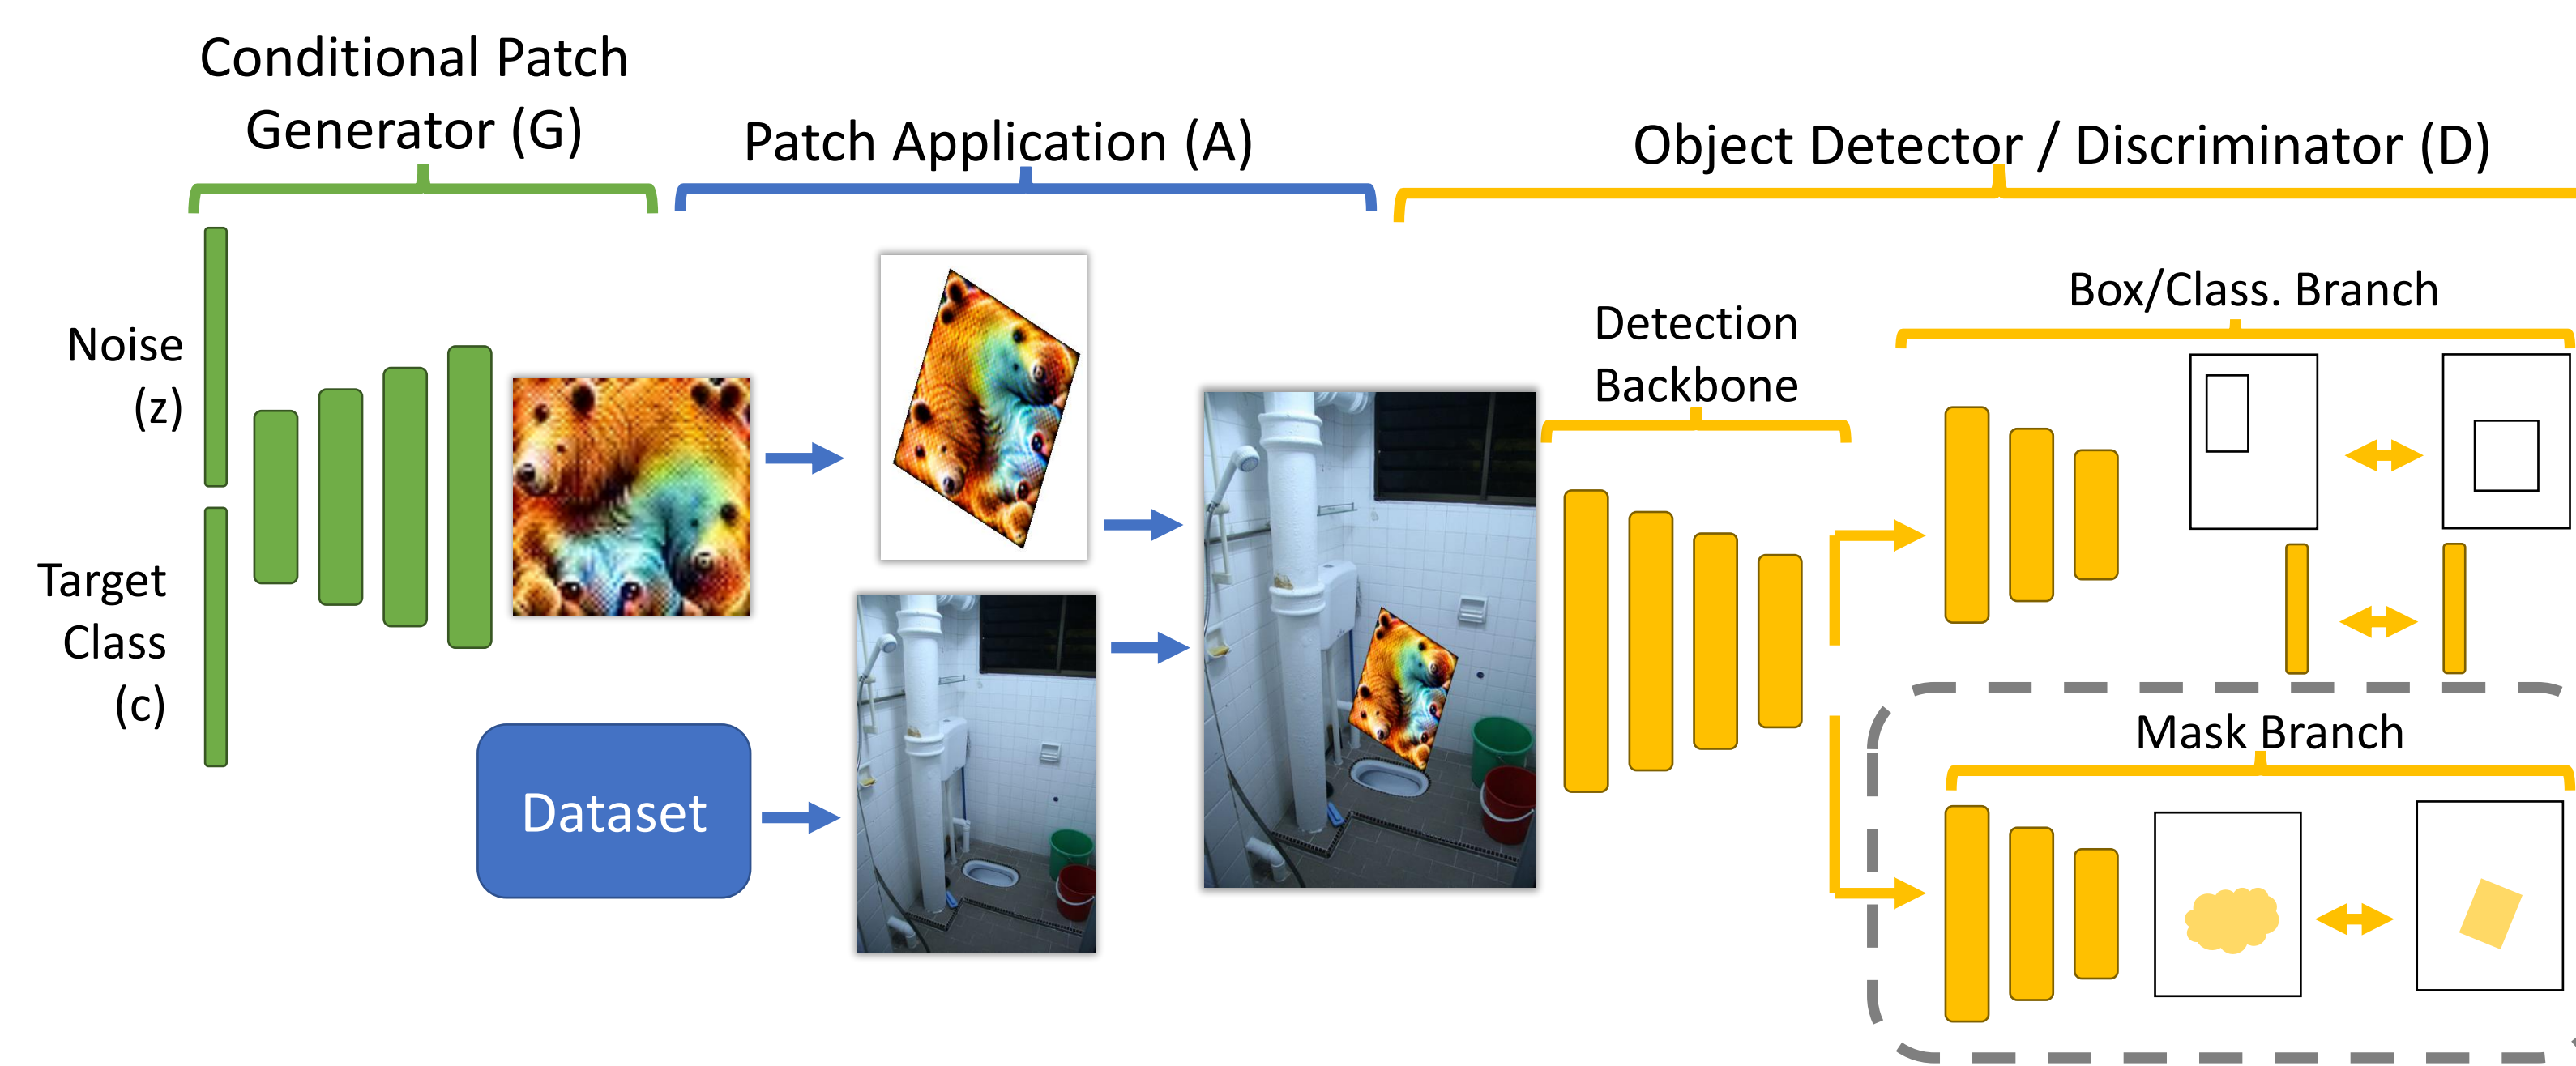 Conditional Patch
Generator (G)
Patch Application (A)
Object Detector / Discriminator (D)
Noise
(z)
Target
Class
(c)
Dataset
Detection
Backbone
Box/Class. Branch
Mask Branch